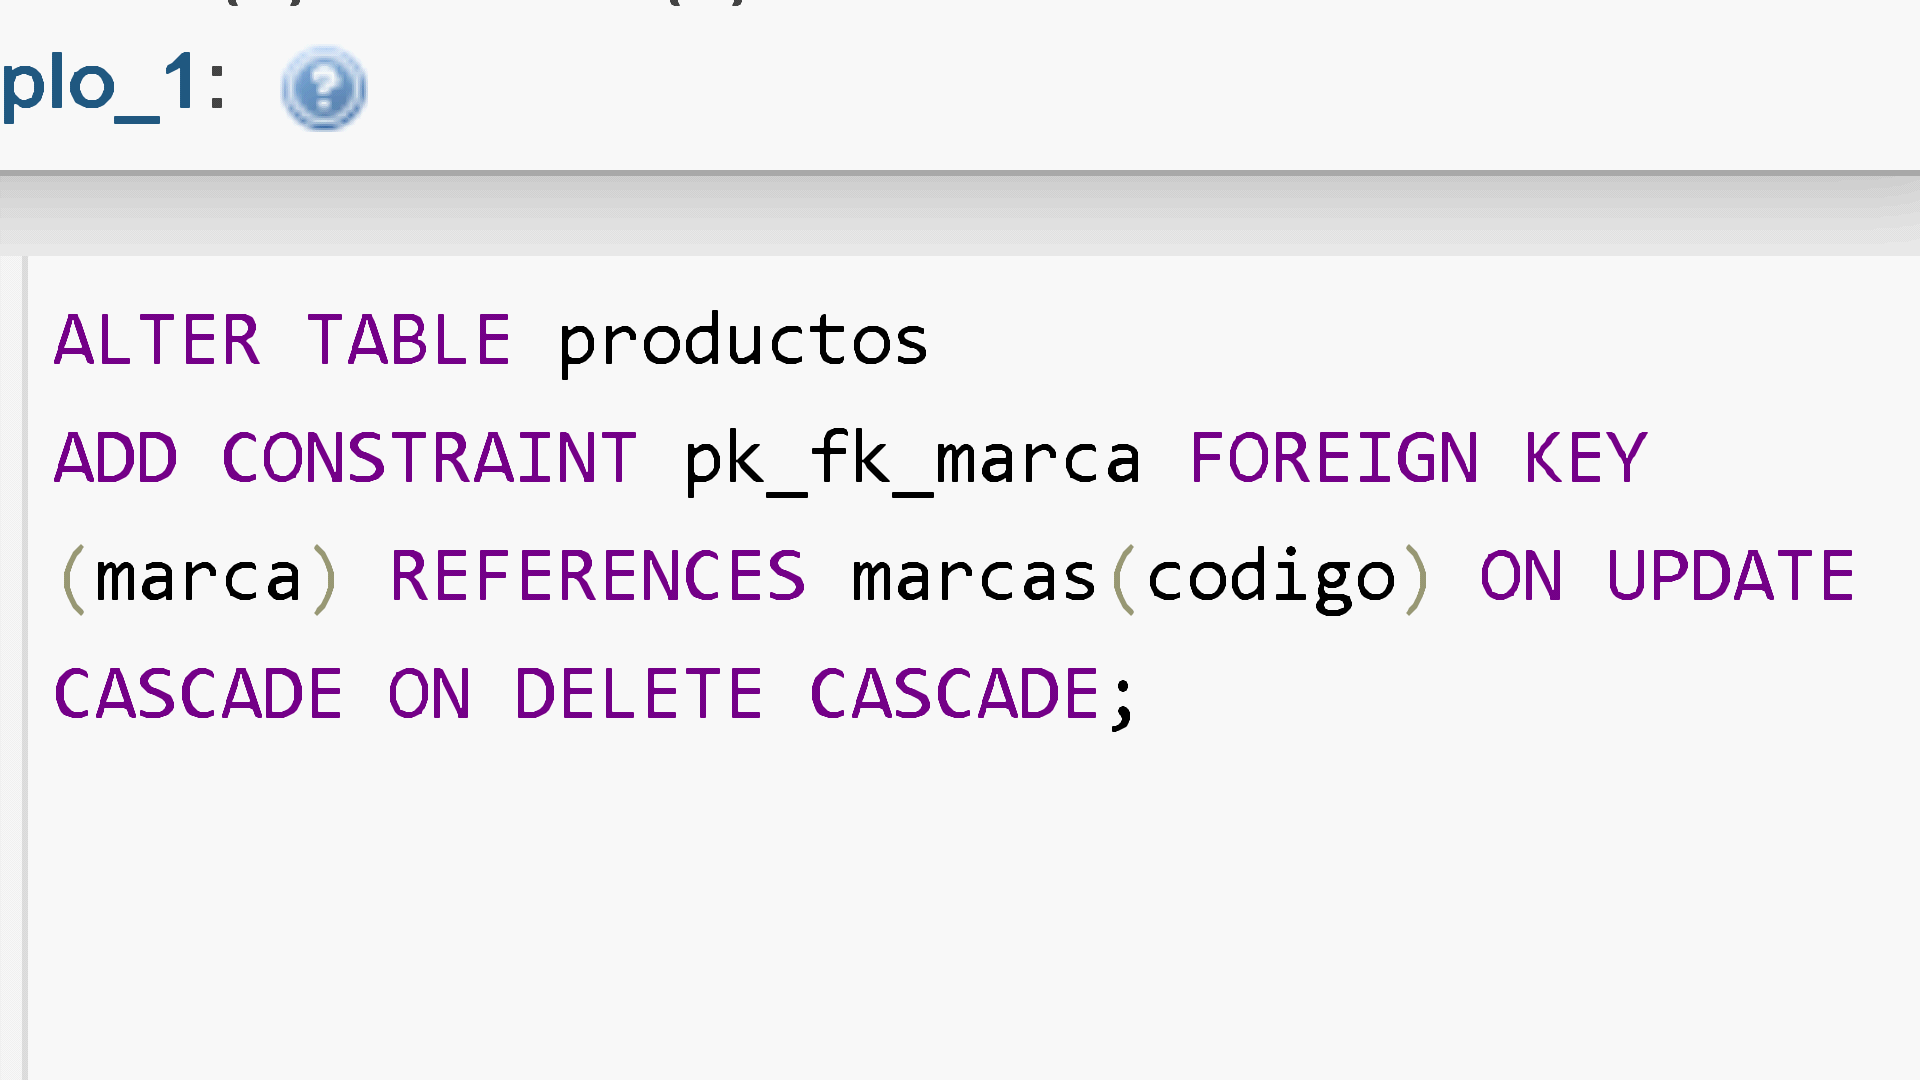 plo_1:
ALTER TABLE productos
ADD CONSTRAINT pk_fk_marca FOREIGN KEY
(marca) REFERENCES marcas(codigo) ON UPDATE
CASCADE ON DELETE CASCADE;